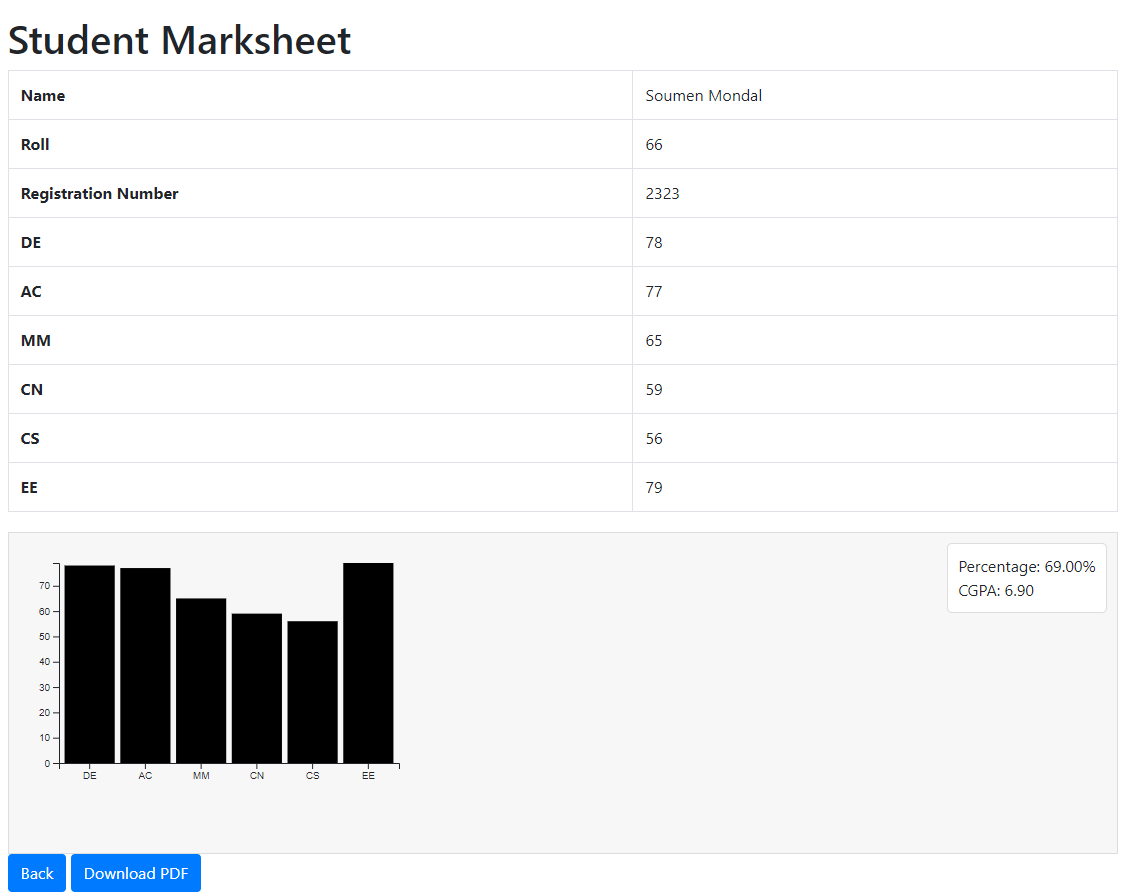 Student Marksheet
Name Soumen Mondal
Roll 66
Registration Number 2323
DE 78
AC 77
MM 65
CN 59
CS 56
EE 79
Percentage: 69.00%
CGPA: 6.90
70
60
50
40
30
20
10
0
DE AC MM CN CS EE
Back Download PDF